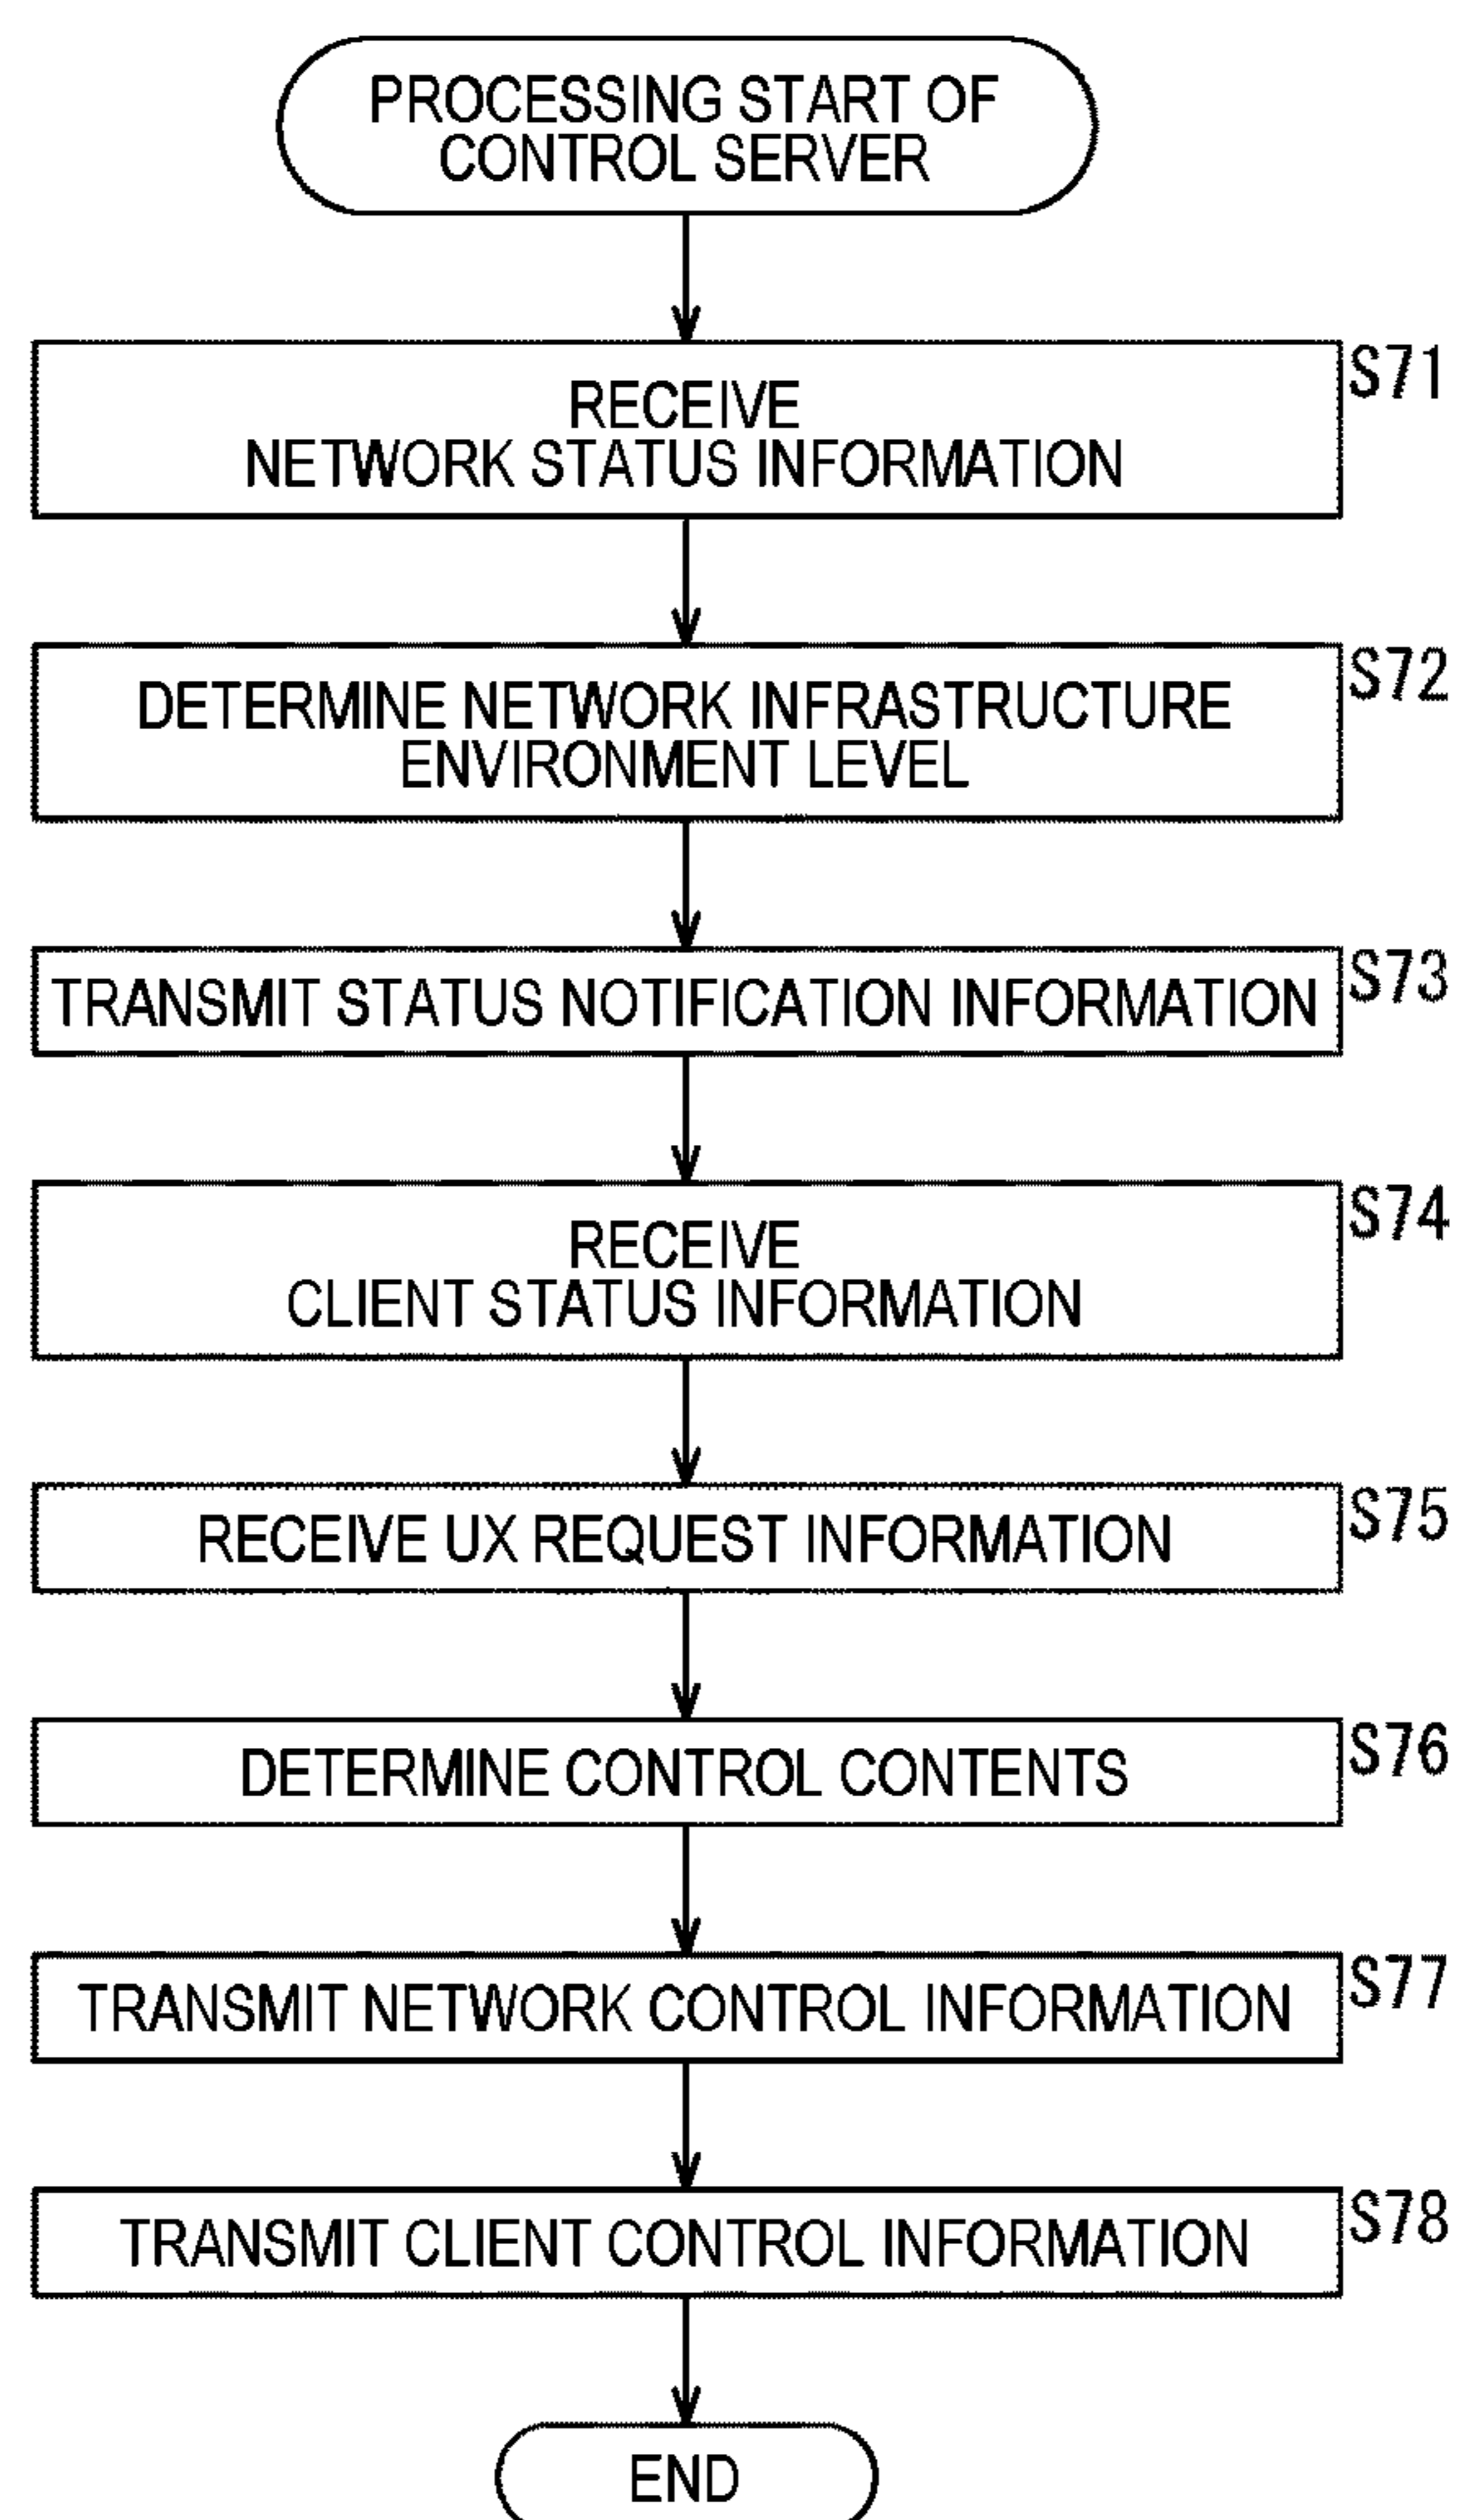 PROCESSING START OF
CONTROL SERVER
S71
RECEIVE
NETWORK STATUS INFORMATION
S72
DETERMINE NETWORK INFRASTRUCTURE
ENVIRONMENT LEVEL
S73
TRANSMIT STATUS NOTIFICATION INFORMATION
S74
RECEIVE
CLIENT STATUS INFORMATION
S75
RECEIVE UX REQUEST INFORMATION
S76
DETERMINE CONTROL CONTENTS
S77
TRANSMIT NETWORK CONTROL INFORMATION
S78
TRANSMIT CLIENT CONTROL INFORMATION
END